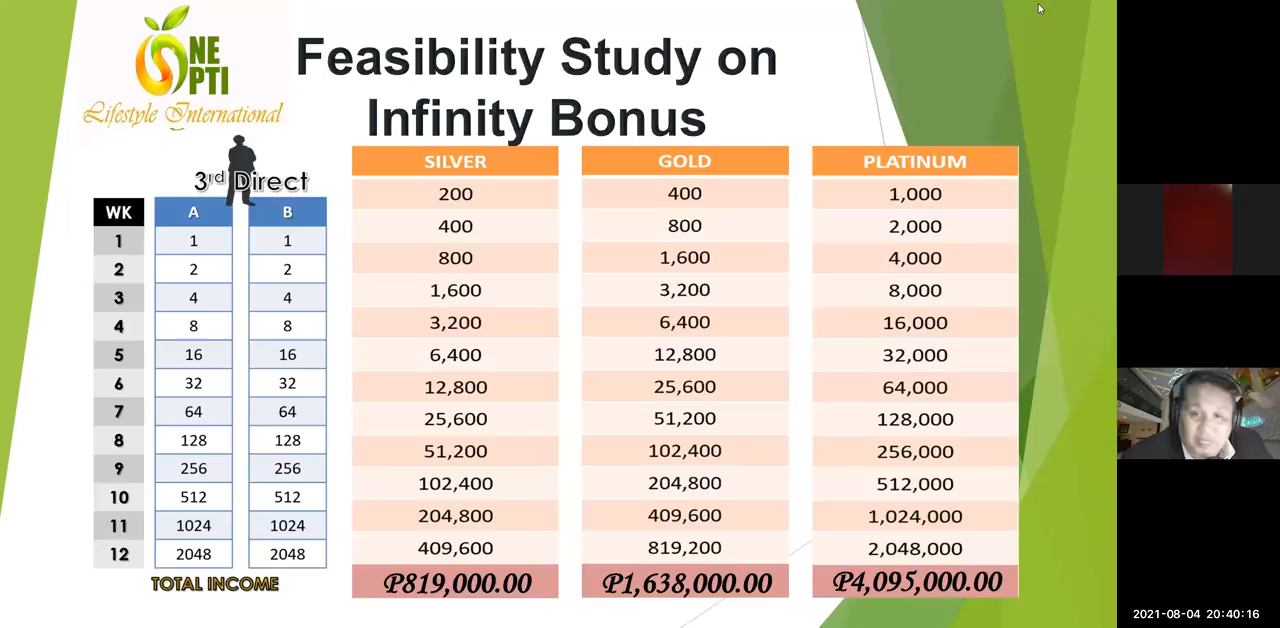 ONE
OPTI
Lifestyle International
Feasibility Study on
Infinity Bonus
3rd Direct
WK A B SILVER GOLD PLATINUM
1 1 1 200 400 1,000
2 2 2 400 800 2,000
3 4 4 800 1,600 4,000
4 8 8 1,600 3,200 8,000
5 16 16 3,200 6,400 16,000
6 32 32 6,400 12,800 32,000
7 64 64 12,800 25,600 64,000
8 128 128 25,600 51,200 128,000
9 256 256 51,200 102,400 256,000
10 512 512 102,400 204,800 512,000
11 1024 1024 204,800 409,600 1,024,000
12 2048 2048 409,600 819,200 2,048,000
TOTAL INCOME ₱819,000.00 ₱1,638,000.00 ₱4,095,000.00
2021-08-04 20:40:16